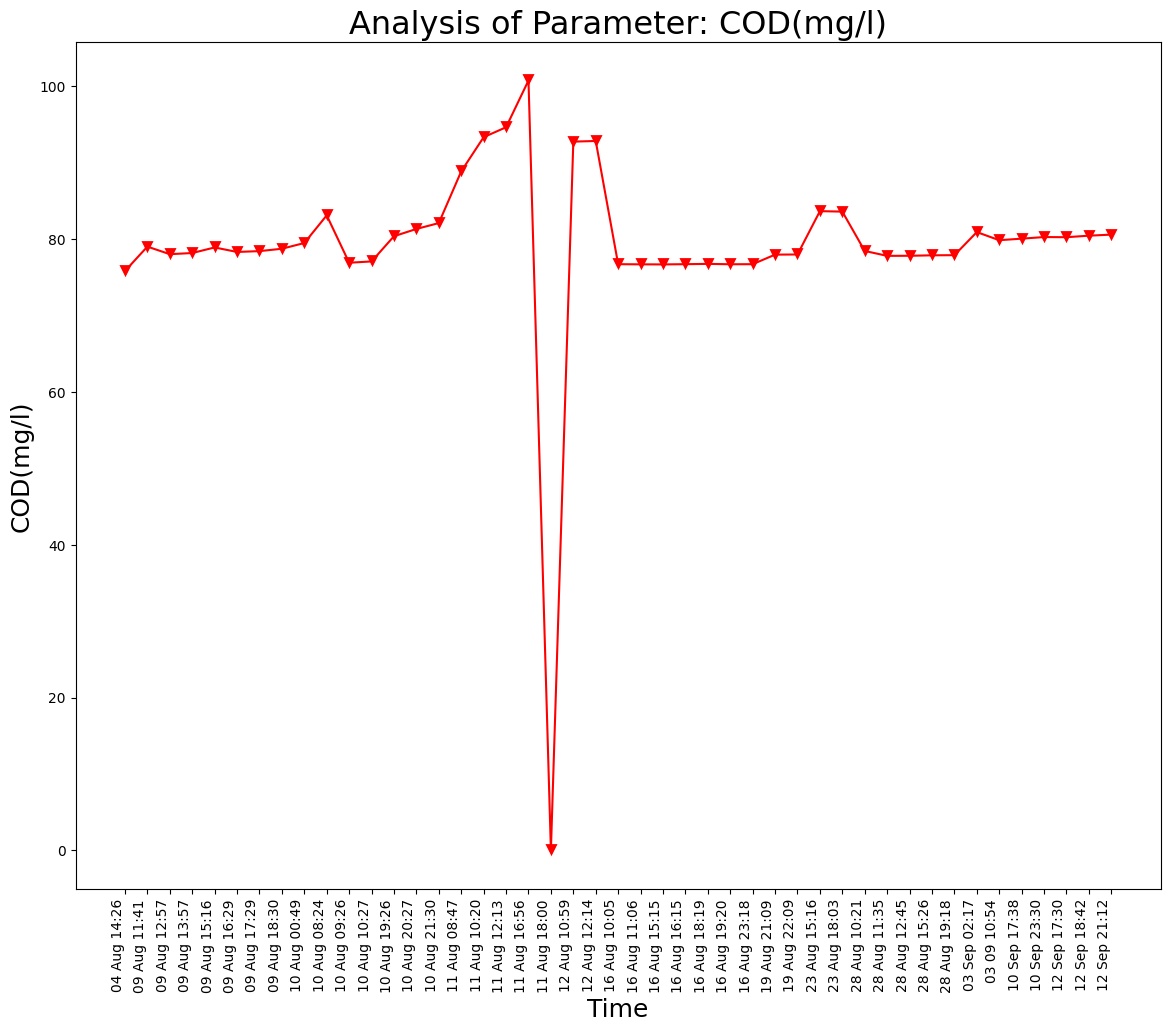 Analysis of Parameter: COD(mg/l)
COD(mg/l)
100
80
60
40
20
0
04 Aug 14:26
09 Aug 11:41
09 Aug 12:57
09 Aug 13:57
09 Aug 15:16
09 Aug 16:29
09 Aug 17:29
09 Aug 18:30
10 Aug 00:49
10 Aug 08:24
10 Aug 09:26
10 Aug 10:27
10 Aug 19:26
10 Aug 20:27
10 Aug 21:30
11 Aug 08:47
11 Aug 10:20
11 Aug 12:13
11 Aug 16:56
11 Aug 18:00
12 Aug 10:59
12 Aug 12:14
16 Aug 10:05
16 Aug 11:06
16 Aug 15:15
16 Aug 16:15
16 Aug 18:19
16 Aug 19:20
16 Aug 23:18
19 Aug 21:09
19 Aug 22:09
23 Aug 15:16
23 Aug 18:03
28 Aug 10:21
28 Aug 11:35
28 Aug 12:45
28 Aug 15:26
28 Aug 19:18
03 Sep 02:17
03 09 10:54
10 Sep 17:38
10 Sep 23:30
12 Sep 17:30
12 Sep 18:42
12 Sep 21:12
Time